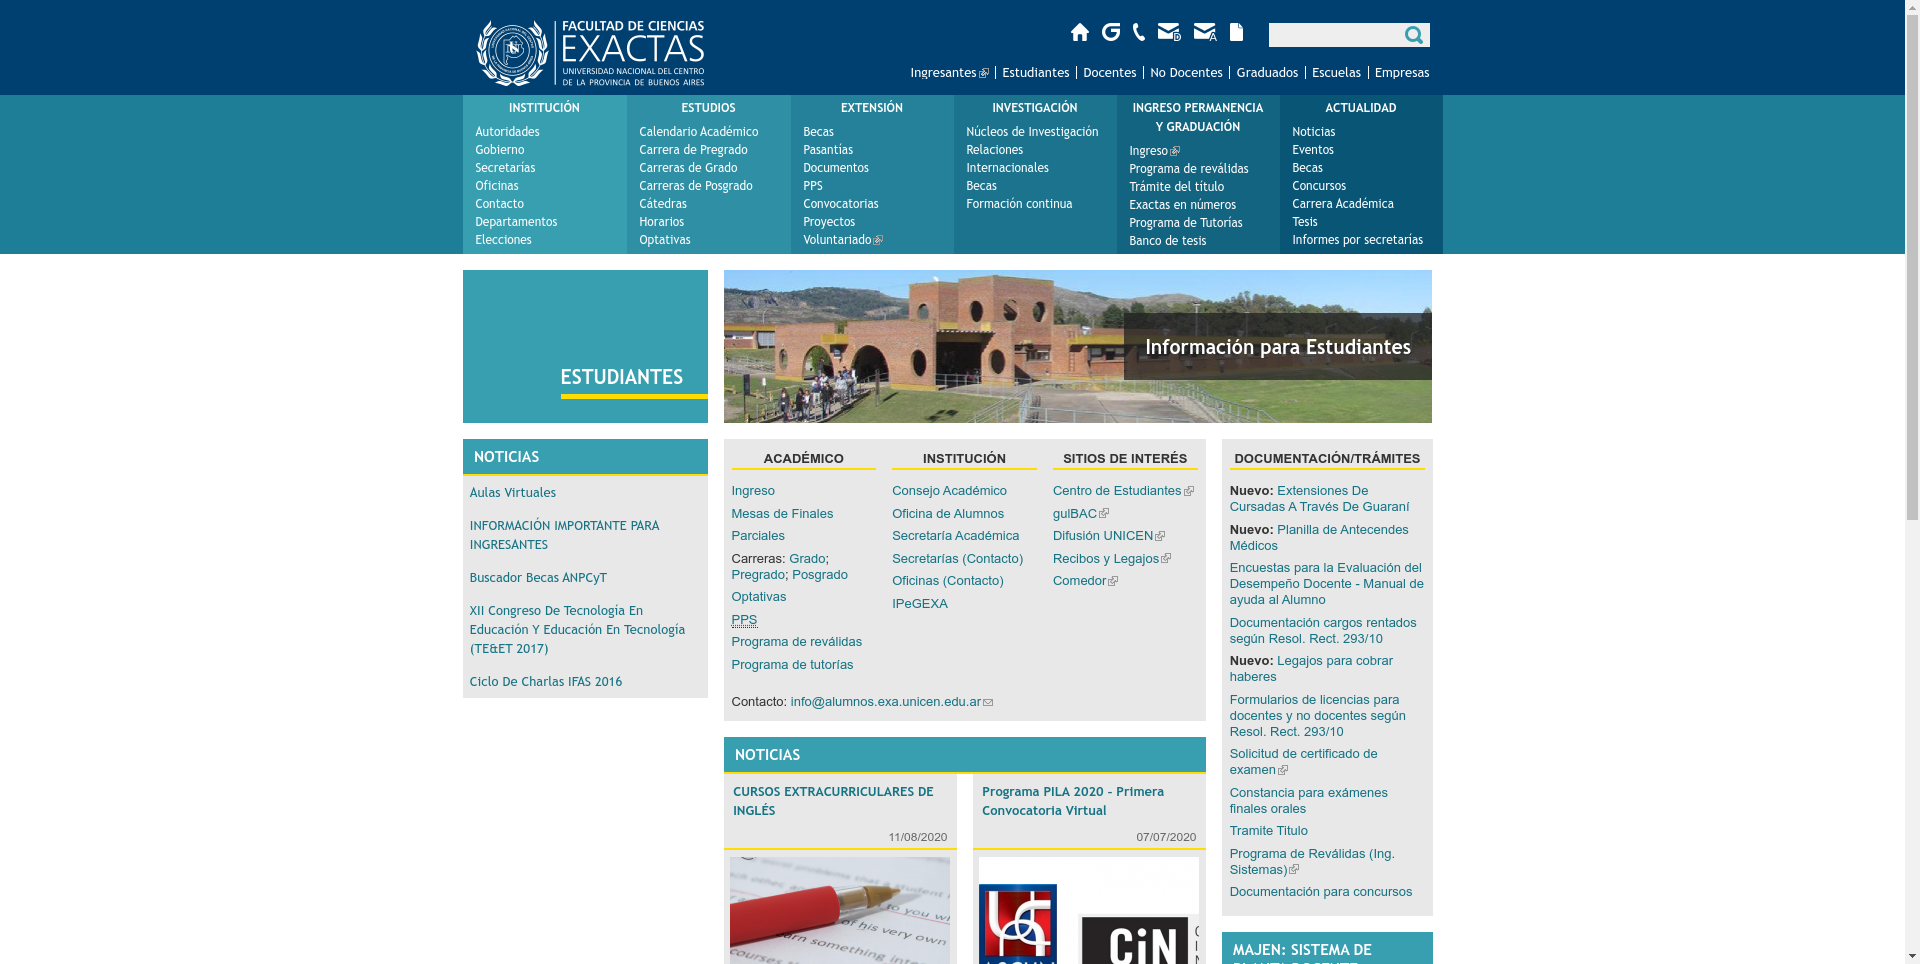 FACULTAD DE CIENCIAS
EXACTAS
UNIVERSIDAD NACIONAL DEL CENTRO
DE LA PROVINCIA DE BUENOS AIRES
Ingresantes
Estudiantes
Docentes
No Docentes
Graduados
Escuelas
Empresas
INSTITUCIÓN
Autoridades
Gobierno
Secretarías
Oficinas
Contacto
Departamentos
Elecciones
ESTUDIOS
Calendario Académico
Carrera de Pregrado
Carreras de Grado
Carreras de Posgrado
Cátedras
Horarios
Optativas
EXTENSIÓN
Becas
Pasantías
Documentos
PPS
Convocatorias
Proyectos
Voluntariado
INVESTIGACIÓN
Núcleos de Investigación
Relaciones
Internacionales
Becas
Formación continua
INGRESO PERMANENCIA
Y GRADUACIÓN
Ingreso
Programa de reválidas
Trámite del título
Exactas en números
Programa de Tutorías
Banco de tesis
ACTUALIDAD
Noticias
Eventos
Becas
Concursos
Carrera Académica
Tesis
Informes por secretarías
ESTUDIANTES
Información para Estudiantes
NOTICIAS
Aulas Virtuales
INFORMACIÓN IMPORTANTE PARA
INGRESANTES
Buscador Becas ANPCyT
XII Congreso De Tecnología En
Educación Y Educación En Tecnología
(TE&ET 2017)
Ciclo De Charlas IFAS 2016
ACADÉMICO
Ingreso
Mesas de Finales
Parciales
Carreras: Grado;
Pregrado; Posgrado
Optativas
PPS
Programa de reválidas
Programa de tutorías
INSTITUCIÓN
Consejo Académico
Oficina de Alumnos
Secretaría Académica
Secretarías (Contacto)
Oficinas (Contacto)
IPeGEXA
SITIOS DE INTERÉS
Centro de Estudiantes
gulBAC
Difusión UNICEN
Recibos y Legajos
Comedor
Contacto: info@alumnos.exa.unicen.edu.ar
NOTICIAS
CURSOS EXTRACURRICULARES DE
INGLÉS
11/08/2020
to you wi
of his very own
Programa PILA 2020 - Primera
Convocatoria Virtual
07/07/2020
CiN
DOCUMENTACIÓN/TRÁMITES
Nuevo: Extensiones De
Cursadas A Través De Guaraní
Nuevo: Planilla de Antecendes
Médicos
Encuestas para la Evaluación del
Desempeño Docente - Manual de
ayuda al Alumno
Documentación cargos rentados
según Resol. Rect. 293/10
Nuevo: Legajos para cobrar
haberes
Formularios de licencias para
docentes y no docentes según
Resol. Rect. 293/10
Solicitud de certificado de
examen
Constancia para exámenes
finales orales
Tramite Titulo
Programa de Reválidas (Ing.
Sistemas)
Documentación para concursos
MAJEN: SISTEMA DE
PLANTA DOCENTE